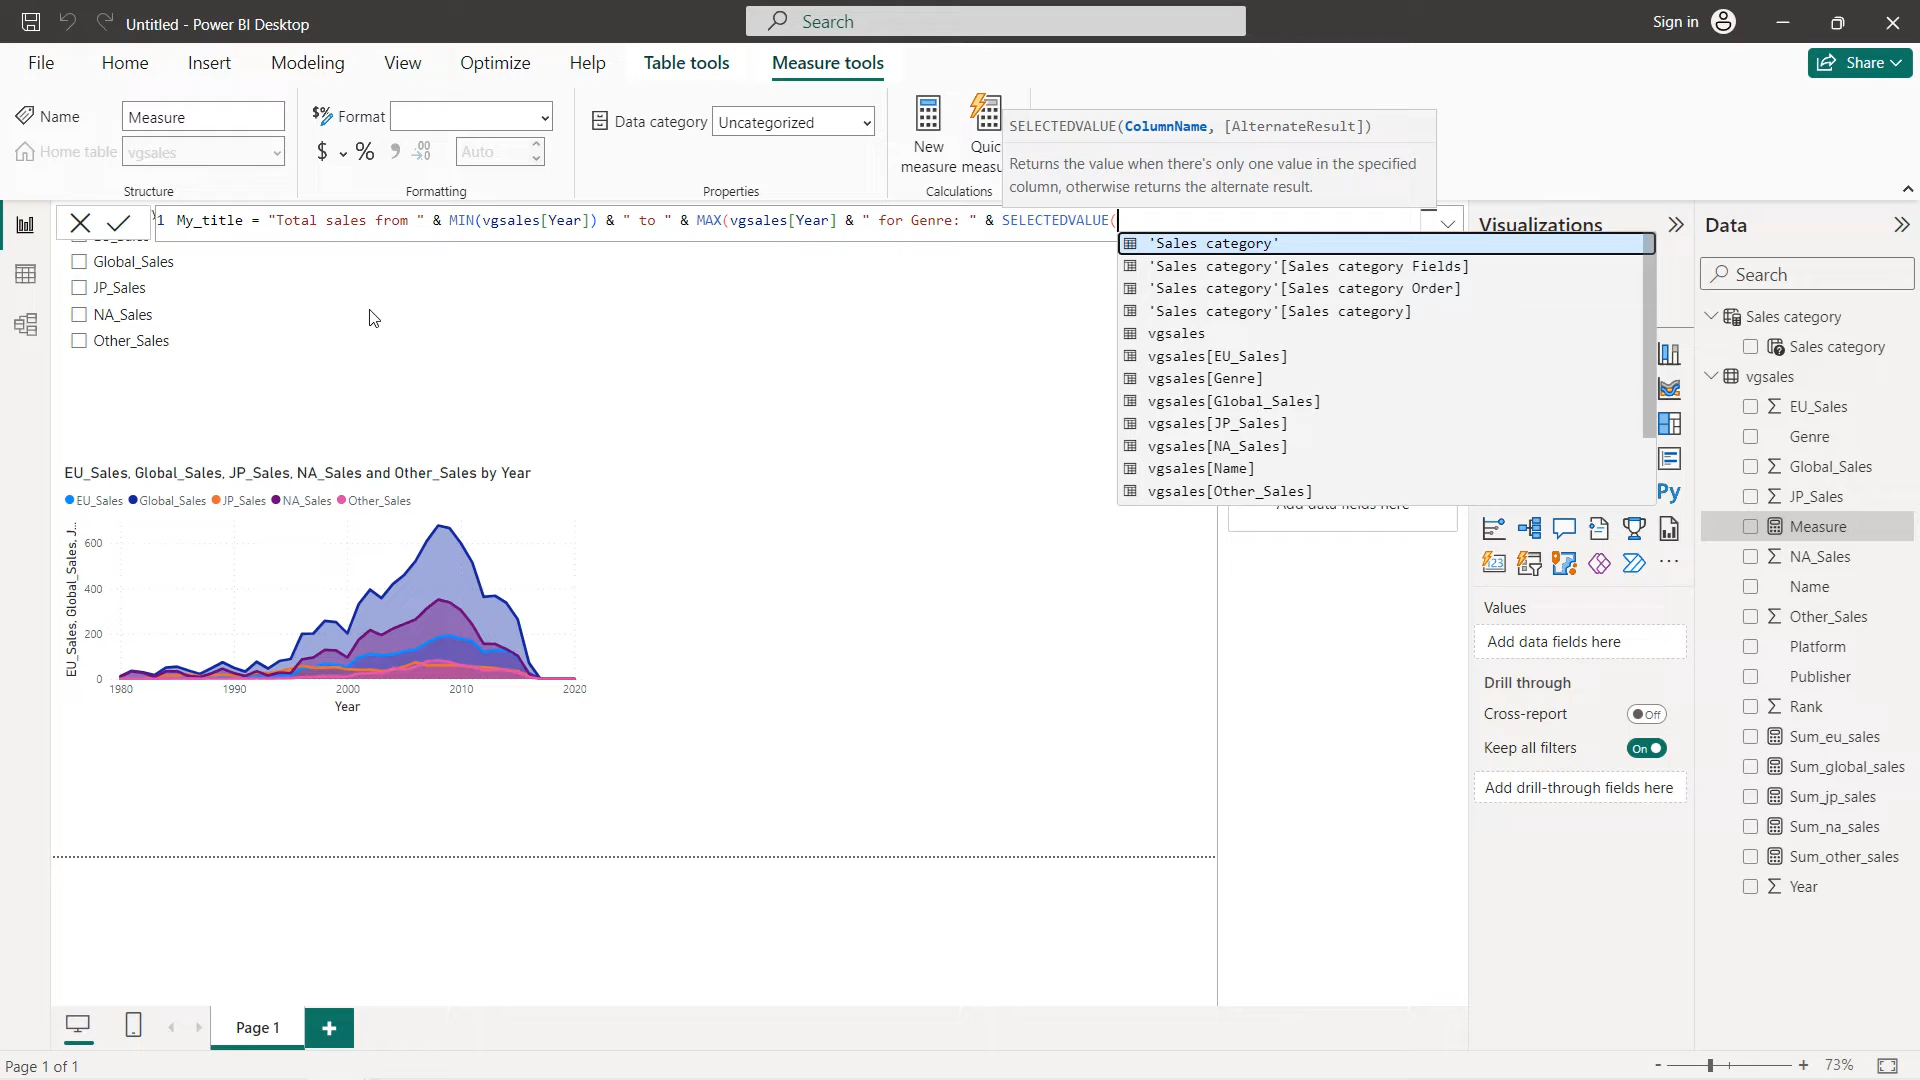 Untitled - Power BI Desktop
Search
Sign in
File
Home
Insert
Modeling
View
Optimize
Help
Table tools
Measure tools
Share
Name
Measure
Home table
vgsales
Structure
Format
$
%
Auto
Formatting
Data category
Uncategorized
Properties
New
measure
Quic
measu
Calculations
SELECTEDVALUE(ColumnName, [AlternateResult])
Returns the value when there's only one value in the specified
column, otherwise returns the alternate result.
1 My_title = "Total sales from " & MIN(vgsales[Year]) & " to " & MAX(vgsales[Year] & " for Genre: " & SELECTEDVALUE(
'Sales category'
'Sales category'[Sales category Fields]
'Sales category'[Sales category Order]
'Sales category'[Sales category]
vgsales
vgsales[EU_Sales]
vgsales[Genre]
vgsales[Global_Sales]
vgsales[JP_Sales]
vgsales[NA_Sales]
vgsales[Name]
vgsales[Other_Sales]
Global_Sales
JP_Sales
NA_Sales
Other_Sales
EU_Sales, Global_Sales, JP_Sales, NA_Sales and Other_Sales by Year
EU_Sales Global_Sales JP_Sales NA_Sales Other_Sales
EU_Sales, Global_Sales, J...
600
400
200
0
1980 1990 2000 2010 2020
Year
Visualizations
Py
123
Values
Add data fields here
Drill through
Cross-report
Off
Keep all filters
On
Add drill-through fields here
Data
Search
Sales category
Sales category
vgsales
EU_Sales
Genre
Global_Sales
JP_Sales
Measure
NA_Sales
Name
Other_Sales
Platform
Publisher
Rank
Sum_eu_sales
Sum_global_sales
Sum_jp_sales
Sum_na_sales
Sum_other_sales
Year
Page 1
Page 1 of 1
- + 73%